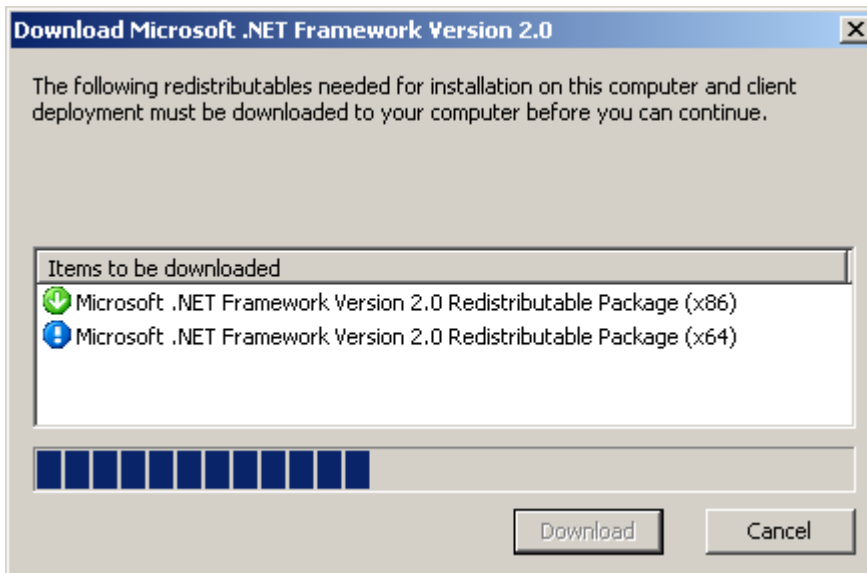 Download Microsoft .NET Framework Version 2.0
The following redistributables needed for installation on this computer and client
deployment must be downloaded to your computer before you can continue.
Items to be downloaded
Microsoft .NET Framework Version 2.0 Redistributable Package (x86)
Microsoft .NET Framework Version 2.0 Redistributable Package (x64)
Download
Cancel